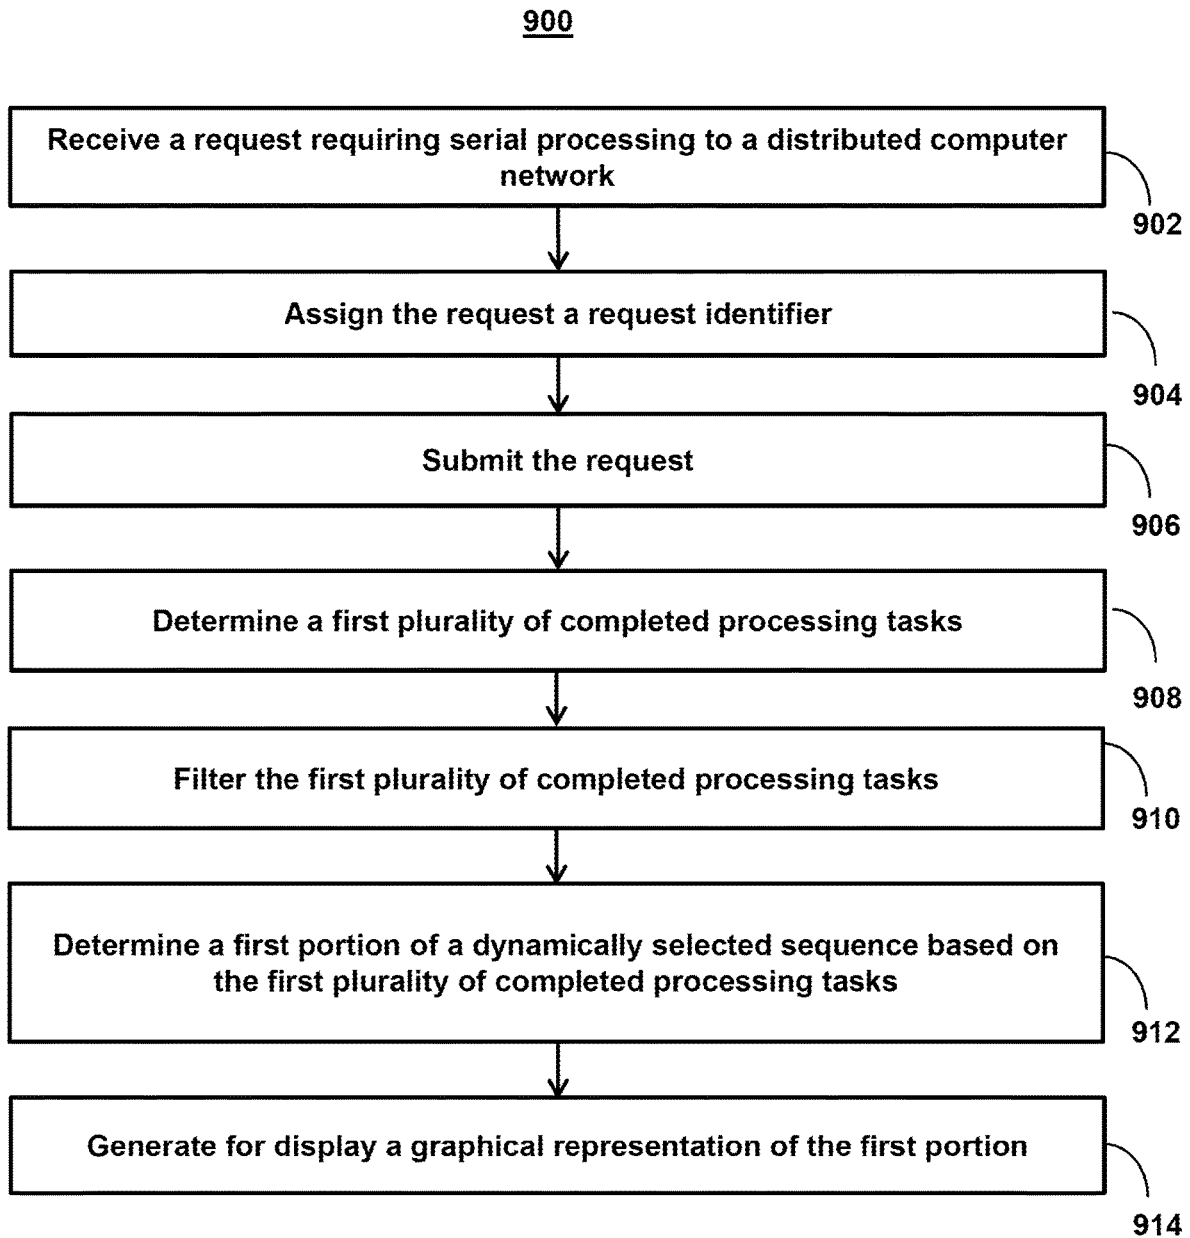 900
Receive a request requiring serial processing to a distributed computer
network
902
Assign the request a request identifier
904
Submit the request
906
Determine a first plurality of completed processing tasks
908
Filter the first plurality of completed processing tasks
910
Determine a first portion of a dynamically selected sequence based on
the first plurality of completed processing tasks
912
Generate for display a graphical representation of the first portion
914